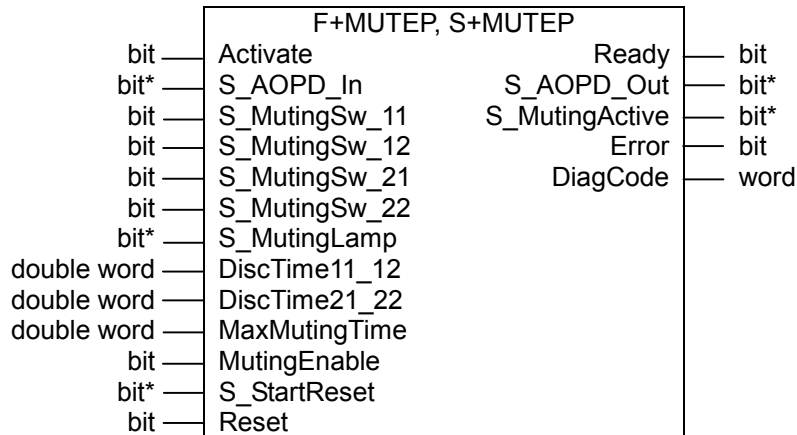 F+MUTEP, S+MUTEP
bit Activate Ready bit
bit* S_AOPD_In S_AOPD_Out bit*
bit S_MutingSw_11 S_MutingActive bit*
bit S_MutingSw_12 Error bit
bit S_MutingSw_21 DiagCode word
bit S_MutingSw_22
bit* S_MutingLamp
double word DiscTime11_12
double word DiscTime21_22
double word MaxMutingTime
bit MutingEnable
bit* S_StartReset
bit Reset